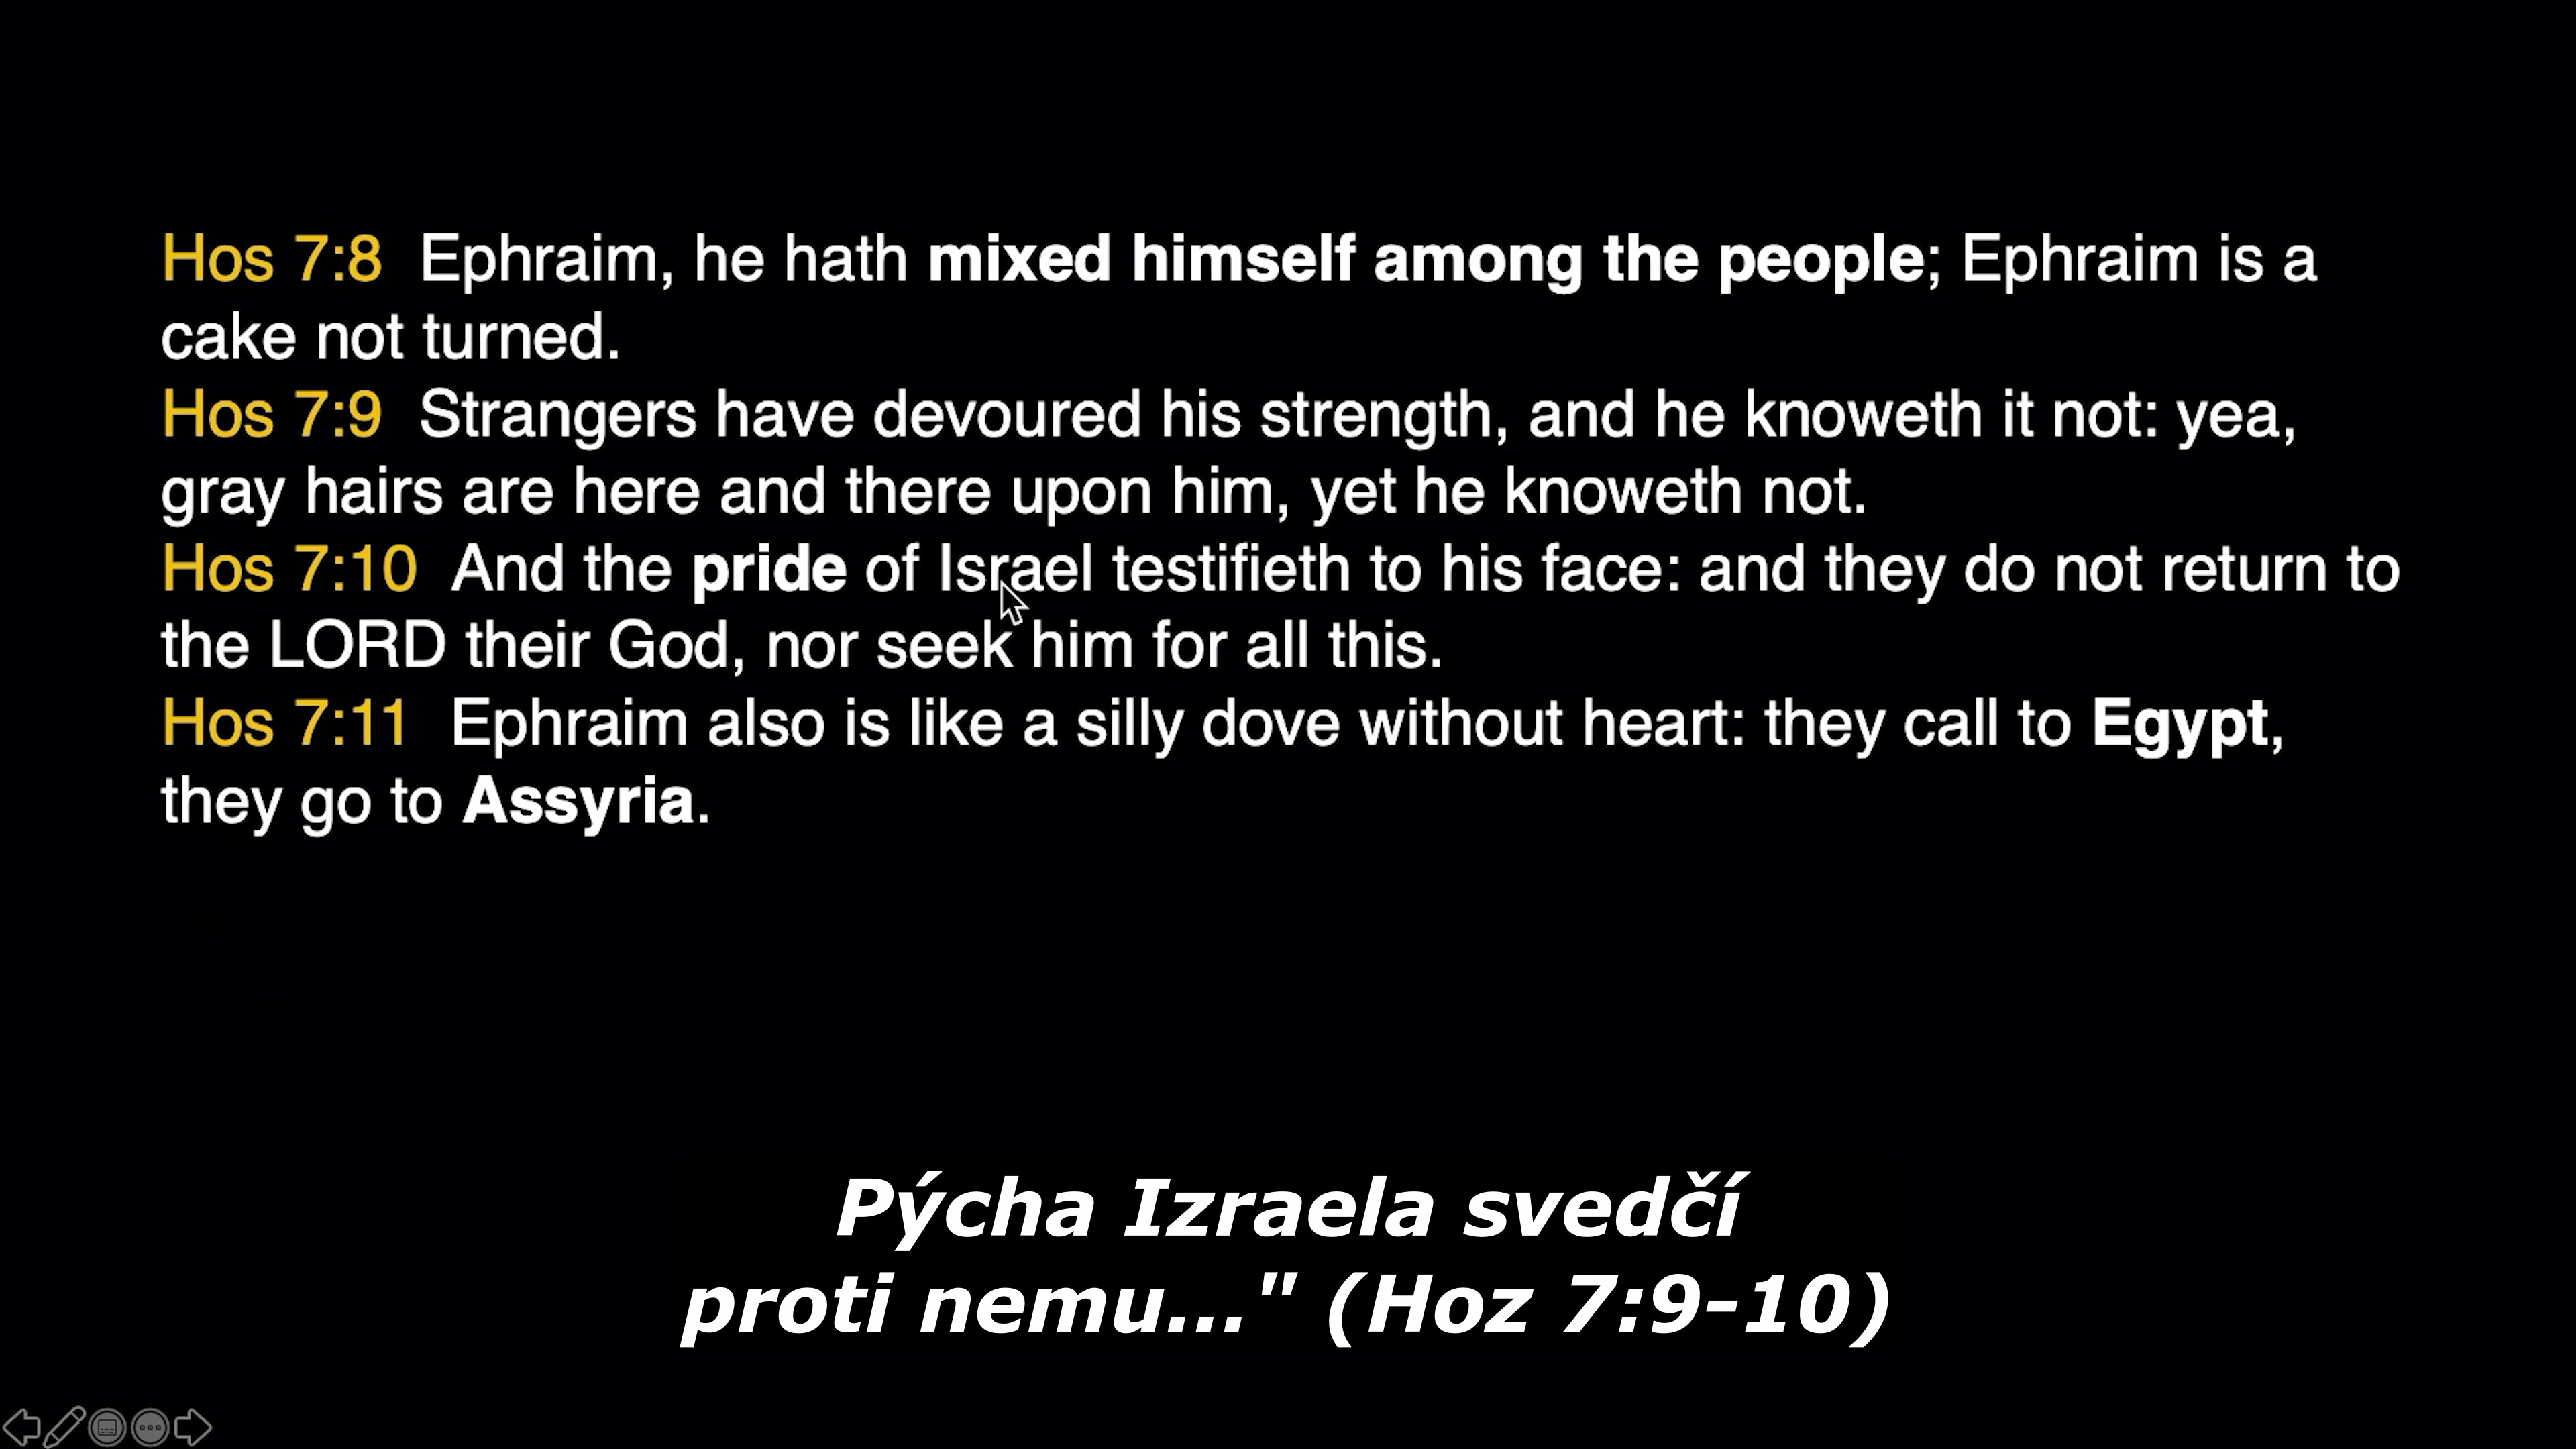 Hos 7:8 Ephraim, he hath mixed himself among the people; Ephraim is a
cake not turned.
Hos 7:9 Strangers have devoured his strength, and he knoweth it not: yea,
gray hairs are here and there upon him, yet he knoweth not.
Hos 7:10 And the pride of Israel testifieth to his face: and they do not return to
the LORD their God, nor seek him for all this.
Hos 7:11 Ephraim also is like a silly dove without heart: they call to Egypt,
they go to Assyria.
Pýcha Izraela svedčí
proti nemu..." (Hoz 7:9-10)